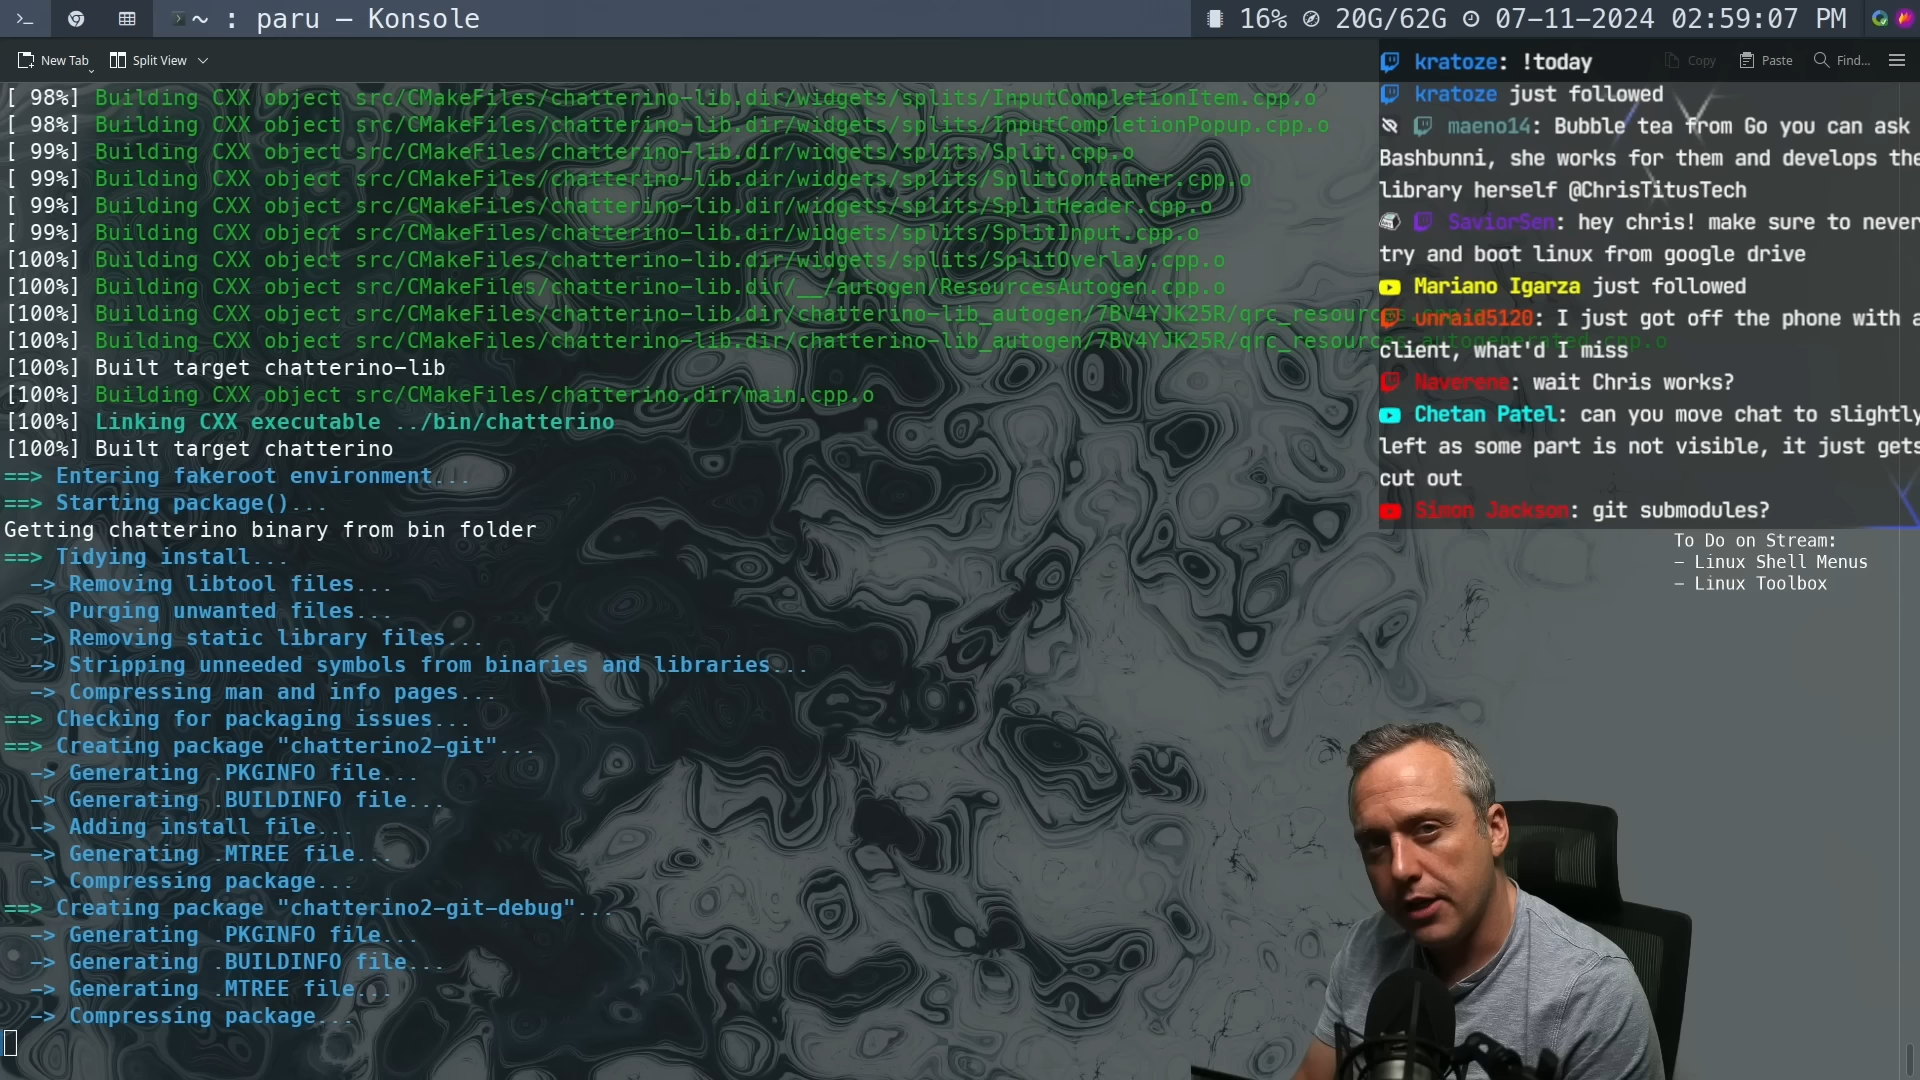 ~ : paru — Konsole
16% 20G/62G 07-11-2024 02:59:07 PM
New Tab Split View
Copy Paste Find...
[ 98%] Building CXX object src/CMakeFiles/chatterino-lib.dir/widgets/splits/InputCompletionItem.cpp.o
[ 98%] Building CXX object src/CMakeFiles/chatterino-lib.dir/widgets/splits/InputCompletionPopup.cpp.o
[ 99%] Building CXX object src/CMakeFiles/chatterino-lib.dir/widgets/splits/Split.cpp.o
[ 99%] Building CXX object src/CMakeFiles/chatterino-lib.dir/widgets/splits/SplitContainer.cpp.o
[ 99%] Building CXX object src/CMakeFiles/chatterino-lib.dir/widgets/splits/SplitHeader.cpp.o
[ 99%] Building CXX object src/CMakeFiles/chatterino-lib.dir/widgets/splits/SplitInput.cpp.o
[100%] Building CXX object src/CMakeFiles/chatterino-lib.dir/widgets/splits/SplitOverlay.cpp.o
[100%] Building CXX object src/CMakeFiles/chatterino-lib.dir/__/autogen/ResourcesAutogen.cpp.o
[100%] Building CXX object src/CMakeFiles/chatterino-lib.dir/chatterino-lib_autogen/7BV4YJK25R/qrc_resources
[100%] Building CXX object src/CMakeFiles/chatterino-lib.dir/chatterino-lib_autogen/7BV4YJK25R/qrc_resources_autogenerated.cpp.o
[100%] Built target chatterino-lib
[100%] Building CXX object src/CMakeFiles/chatterino.dir/main.cpp.o
[100%] Linking CXX executable ../bin/chatterino
[100%] Built target chatterino
==> Entering fakeroot environment...
==> Starting package()...
Getting chatterino binary from bin folder
==> Tidying install...
-> Removing libtool files...
-> Purging unwanted files...
-> Removing static library files...
-> Stripping unneeded symbols from binaries and libraries...
-> Compressing man and info pages...
==> Checking for packaging issues...
==> Creating package "chatterino2-git"...
-> Generating .PKGINFO file...
-> Generating .BUILDINFO file...
-> Adding install file...
-> Generating .MTREE file...
-> Compressing package...
==> Creating package "chatterino2-git-debug"...
-> Generating .PKGINFO file...
-> Generating .BUILDINFO file...
-> Generating .MTREE file...
-> Compressing package...
kratoze: !today
kratoze just followed
maeno14: Bubble tea from Go you can ask
Bashbunni, she works for them and develops the
library herself @ChrisTitusTech
SaviorSen: hey chris! make sure to never
try and boot linux from google drive
Mariano Igarza just followed
unraid5120: I just got off the phone with a
client, what'd I miss
Naverene: wait Chris works?
Chetan Patel: can you move chat to slightly
left as some part is not visible, it just gets
cut out
Simon Jackson: git submodules?
To Do on Stream:
- Linux Shell Menus
- Linux Toolbox